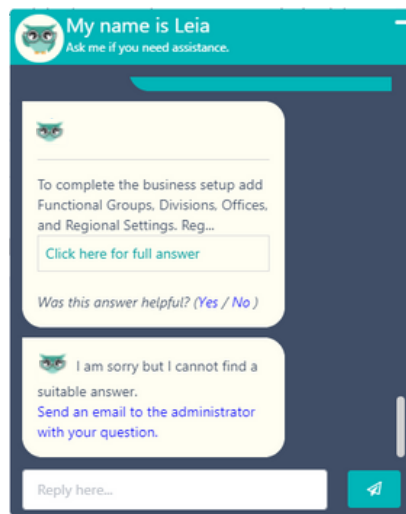 My name is Leia
Ask me if you need assistance.
To complete the business setup add
Functional Groups, Divisions, Offices,
and Regional Settings. Reg...
Click here for full answer
Was this answer helpful? (Yes / No )
I am sorry but I cannot find a
suitable answer.
Send an email to the administrator
with your question.
Reply here...